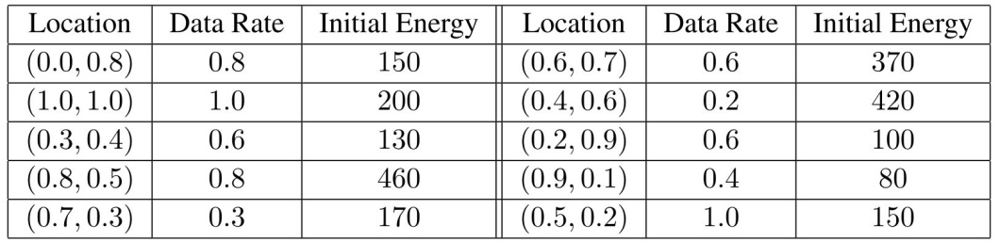 Location Data Rate Initial Energy Location Data Rate Initial Energy
(0.0, 0.8) 0.8 150 (0.6, 0.7) 0.6 370
(1.0, 1.0) 1.0 200 (0.4, 0.6) 0.2 420
(0.3, 0.4) 0.6 130 (0.2, 0.9) 0.6 100
(0.8, 0.5) 0.8 460 (0.9, 0.1) 0.4 80
(0.7, 0.3) 0.3 170 (0.5, 0.2) 1.0 150